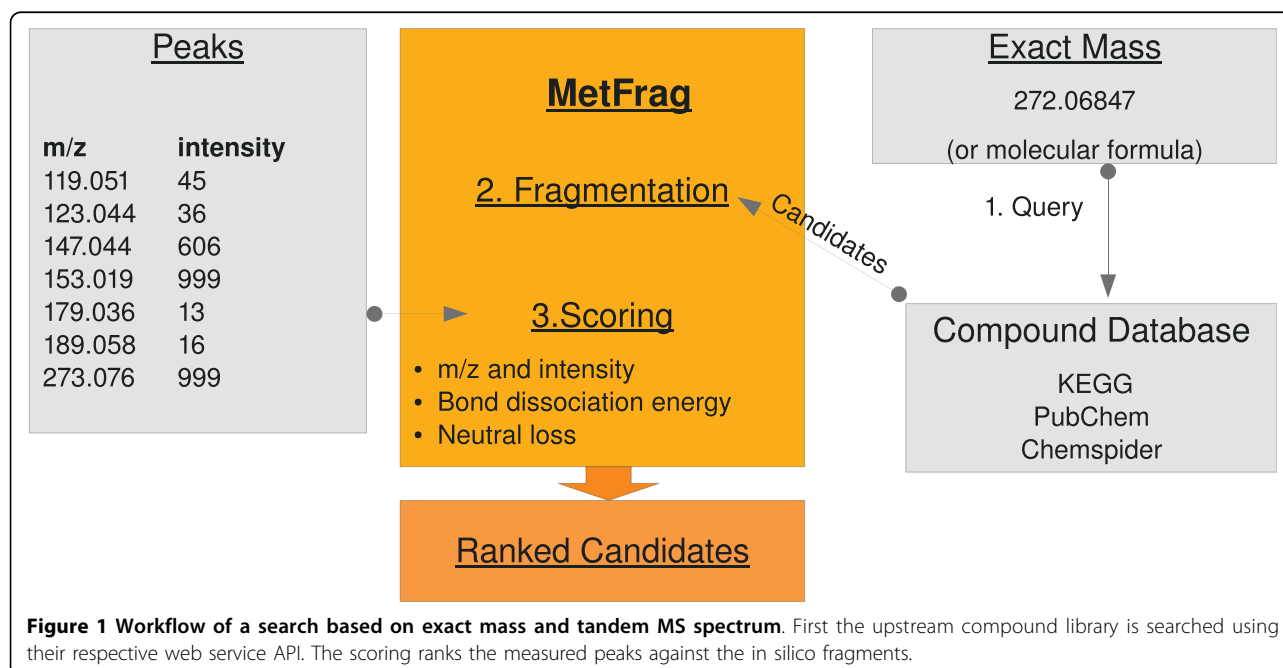 Peaks
m/z intensity
119.051 45
123.044 36
147.044 606
153.019 999
179.036 13
189.058 16
273.076 999
MetFrag
2. Fragmentation
3.Scoring
• m/z and intensity
• Bond dissociation energy
• Neutral loss
Ranked Candidates
Exact Mass
272.06847
(or molecular formula)
1. Query
Candidates
Compound Database
KEGG
PubChem
Chemspider
Figure 1 Workflow of a search based on exact mass and tandem MS spectrum. First the upstream compound library is searched using
their respective web service API. The scoring ranks the measured peaks against the in silico fragments.